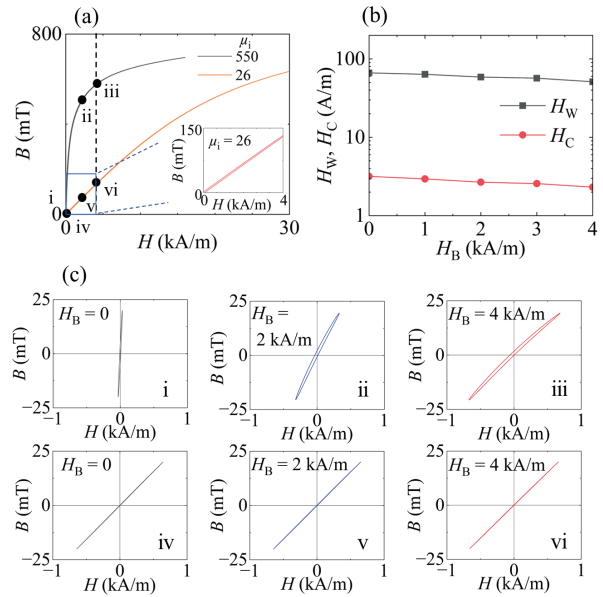 (a)
800
B (mT)
0
0
30
H (kA/m)
μi
550
26
i
ii
iii
iv
v
vi
150
B (mT)
0
0
4
H (kA/m)
μi = 26
(b)
100
10
1
HW, HC (A/m)
HW
HC
0 1 2 3 4
HB (kA/m)
(c)
25
0
−25
B (mT)
HB = 0
i
−1 0 1
H (kA/m)
25
0
−25
B (mT)
HB =
2 kA/m
ii
−1 0 1
H (kA/m)
25
0
−25
B (mT)
HB = 4 kA/m
iii
−1 0 1
H (kA/m)
25
0
−25
B (mT)
HB = 0
iv
−1 0 1
H (kA/m)
25
0
−25
B (mT)
HB = 2 kA/m
v
−1 0 1
H (kA/m)
25
0
−25
B (mT)
HB = 4 kA/m
vi
−1 0 1
H (kA/m)